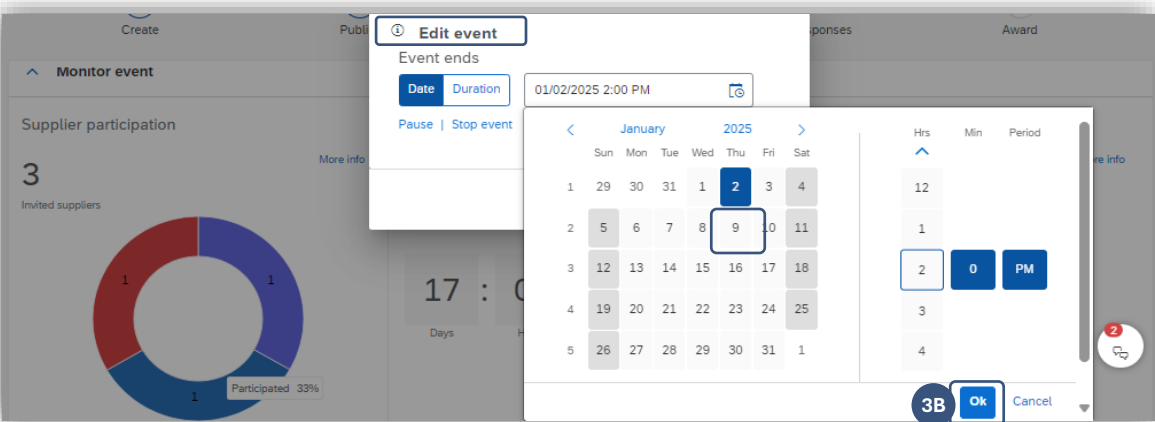 Create
Publi
ponses
Award
Edit event
Event ends
Date
Duration
01/02/2025 2:00 PM
Pause | Stop event
Monitor event
Supplier participation
More info
3
Invited suppliers
1
1
1
Participated 33%
17 : 0
Days
H
re info
January 2025
Sun Mon Tue Wed Thu Fri Sat
1 29 30 31 1 2 3 4
2 5 6 7 8 9 10 11
3 12 13 14 15 16 17 18
4 19 20 21 22 23 24 25
5 26 27 28 29 30 31 1
Hrs Min Period
12
1
2 0 PM
3
4
3B
Ok
Cancel
2